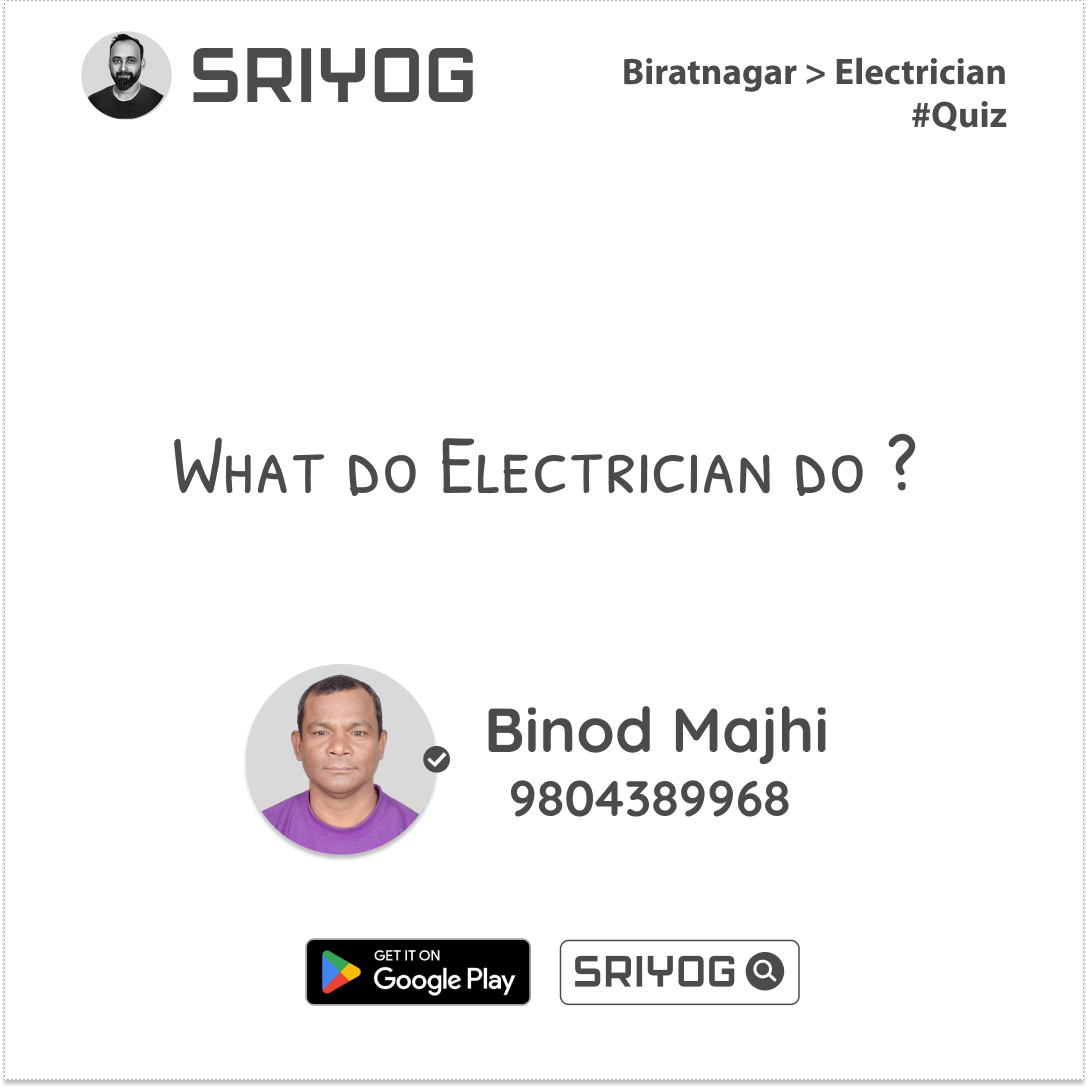 SRIYOG
Biratnagar > Electrician
#Quiz
What do Electrician do ?
Binod Majhi
9804389968
GET IT ON
Google Play
SRIYOG